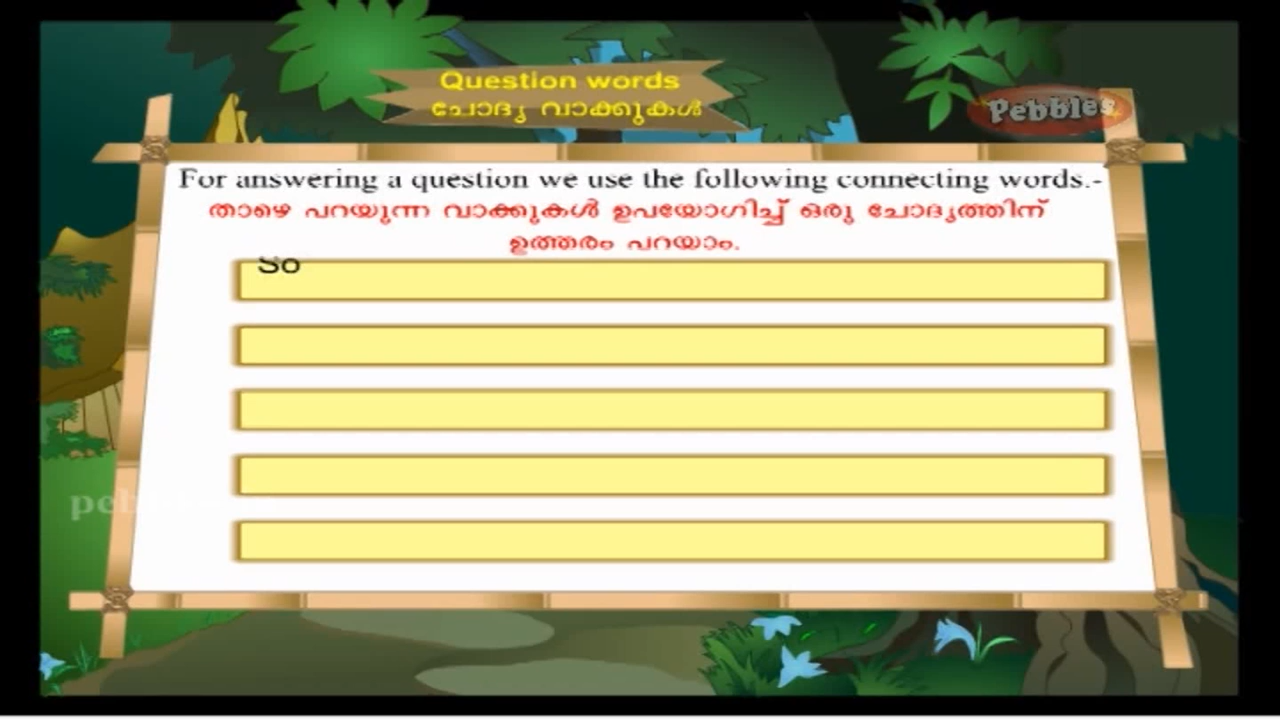 Question words
ചോദ്യ വാക്കുകൾ
Pebbles
For answering a question we use the following connecting words.-
താഴെ പറയുന്ന വാക്കുകൾ ഉപയോഗിച്ച് ഒരു ചോദ്യത്തിന്
ഉത്തരം പറയാം.
So